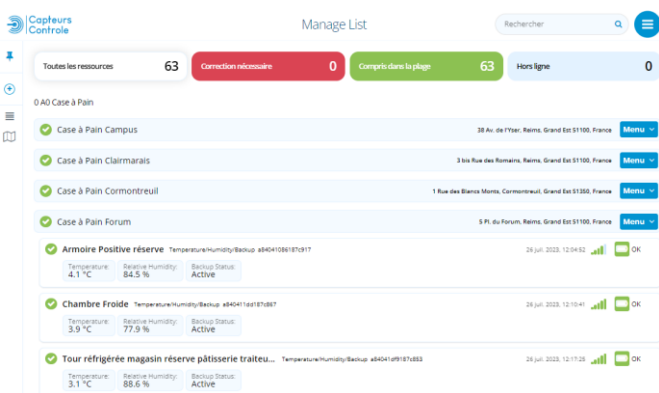 Capteurs
Controle
Manage List
Rechercher
Toutes les ressources 63
Correction nécessaire 0
Compris dans la plage 63
Hors ligne 0
0 A0 Case à Pain
Case à Pain Campus 38 Av. de l'Yser, Reims, Grand Est 51100, France Menu
Case à Pain Clairmarais 3 bis Rue des Romains, Reims, Grand Est 51100, France Menu
Case à Pain Cormontreuil 1 Rue des Blancs Monts, Cormontreuil, Grand Est 51350, France Menu
Case à Pain Forum 5 Pl. du Forum, Reims, Grand Est 51100, France Menu
Armoire Positive réserve Temperature/Humidity/Backup a84041086187c917 26 juil. 2023, 12:04:52 OK
Temperature: Relative Humidity: Backup Status:
4.1 °C 84.5 % Active
Chambre Froide Temperature/Humidity/Backup a840411dd187c867 26 juil. 2023, 12:10:41 OK
Temperature: Relative Humidity: Backup Status:
3.9 °C 77.9 % Active
Tour réfrigérée magasin réserve pâtisserie traiteu... Temperature/Humidity/Backup a84041df9187c853 26 juil. 2023, 12:17:25 OK
Temperature: Relative Humidity: Backup Status:
3.1 °C 88.6 % Active